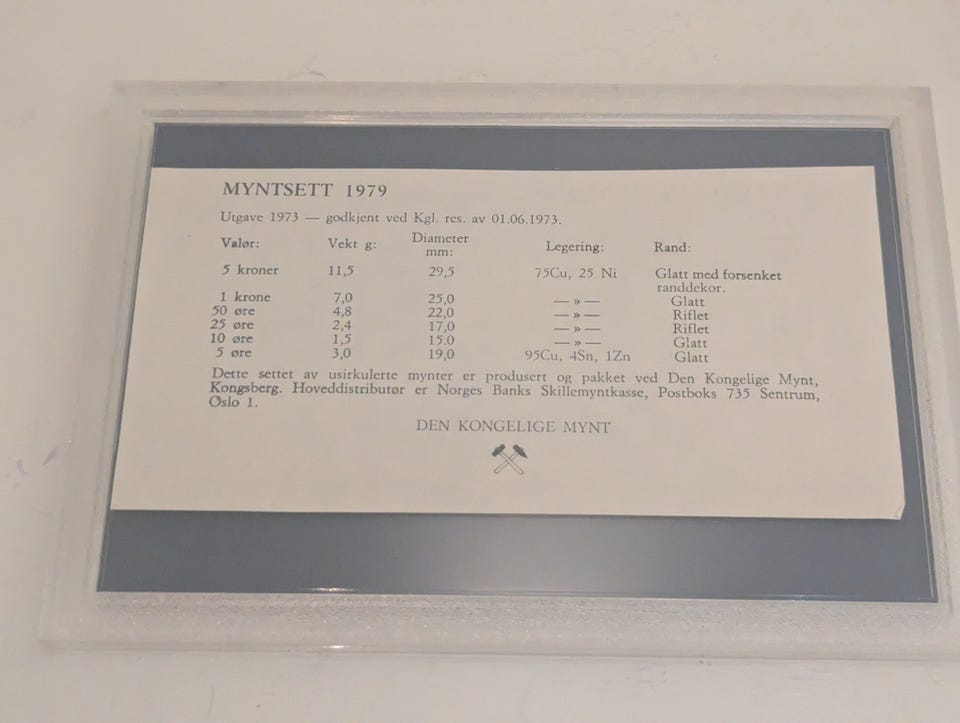 MYNTSETT 1979
Utgave 1973 — godkjent ved Kgl. res. av 01.06.1973.
Valør: Vekt g: Diameter mm: Legering: Rand:
5 kroner 11,5 29,5 75Cu, 25 Ni Glatt med forsenket
randdekor.
1 krone 7,0 25,0 — » — Glatt
50 øre 4,8 22,0 — » — Riflet
25 øre 2,4 17,0 — » — Riflet
10 øre 1,5 15.0 — » — Glatt
5 øre 3,0 19,0 95Cu, 4Sn, 1Zn Glatt
Dette settet av usirkulerte mynter er produsert og pakket ved Den Kongelige Mynt,
Kongsberg. Hoveddistributør er Norges Banks Skillemyntkasse, Postboks 735 Sentrum,
Oslo 1.
DEN KONGELIGE MYNT